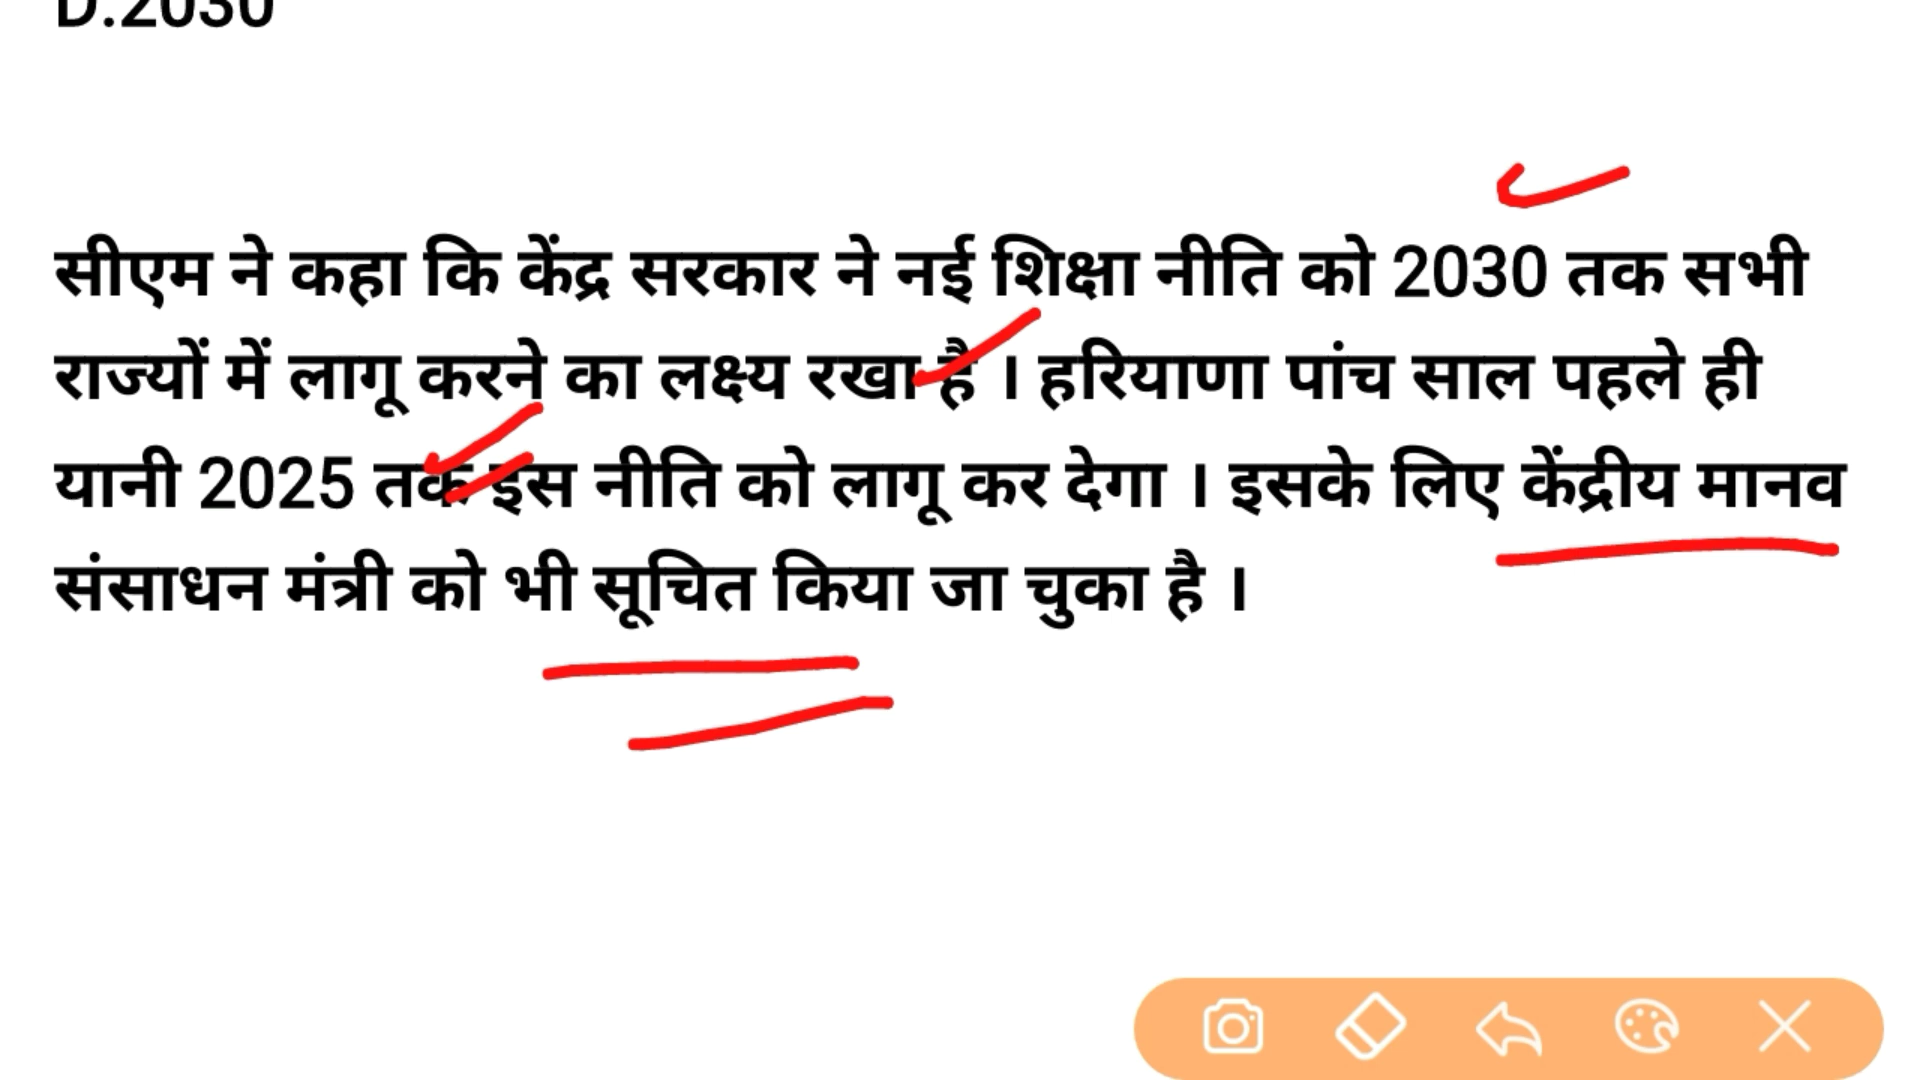 D.2030
सीएम ने कहा कि केंद्र सरकार ने नई शिक्षा नीति को 2030 तक सभी
राज्यों में लागू करने का लक्ष्य रखा है । हरियाणा पांच साल पहले ही
यानी 2025 तक इस नीति को लागू कर देगा । इसके लिए केंद्रीय मानव
संसाधन मंत्री को भी सूचित किया जा चुका है ।